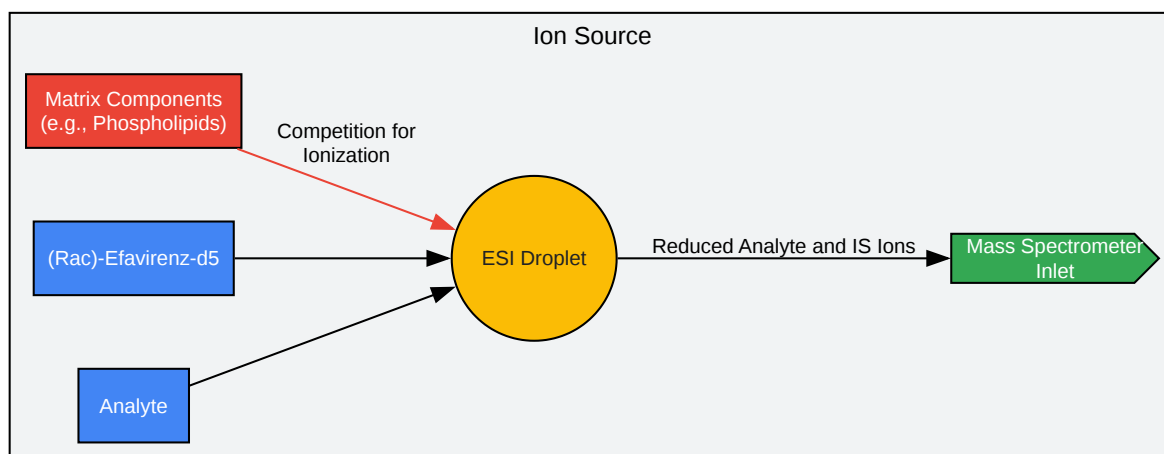 Ion Source
Matrix Components
(e.g., Phospholipids)
Competition for
Ionization
(Rac)-Efavirenz-d5
ESI Droplet
Reduced Analyte and IS Ions
Mass Spectrometer
Inlet
Analyte